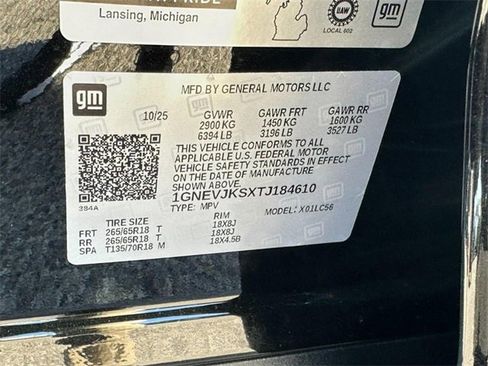 Lansing, Michigan
UAW
LOCAL 602
gm
gm
MFD BY GENERAL MOTORS LLC
10/25 GVWR GAWR FRT GAWR RR
2900 KG 1450 KG 1600 KG
6394 LB 3196 LB 3527 LB
THIS VEHICLE CONFORMS TO ALL
APPLICABLE U.S. FEDERAL MOTOR
VEHICLE SAFETY STANDARDS IN EFFECT
ON THE DATE OF MANUFACTURE
SHOWN ABOVE.
1GNEVJKSXTJ184610
384A
TYPE: MPV MODEL: X01LC56
TIRE SIZE RIM
FRT 265/65R18 T 18X8J
RR 265/65R18 T 18X8J
SPA T135/70R18 M 18X4.5B